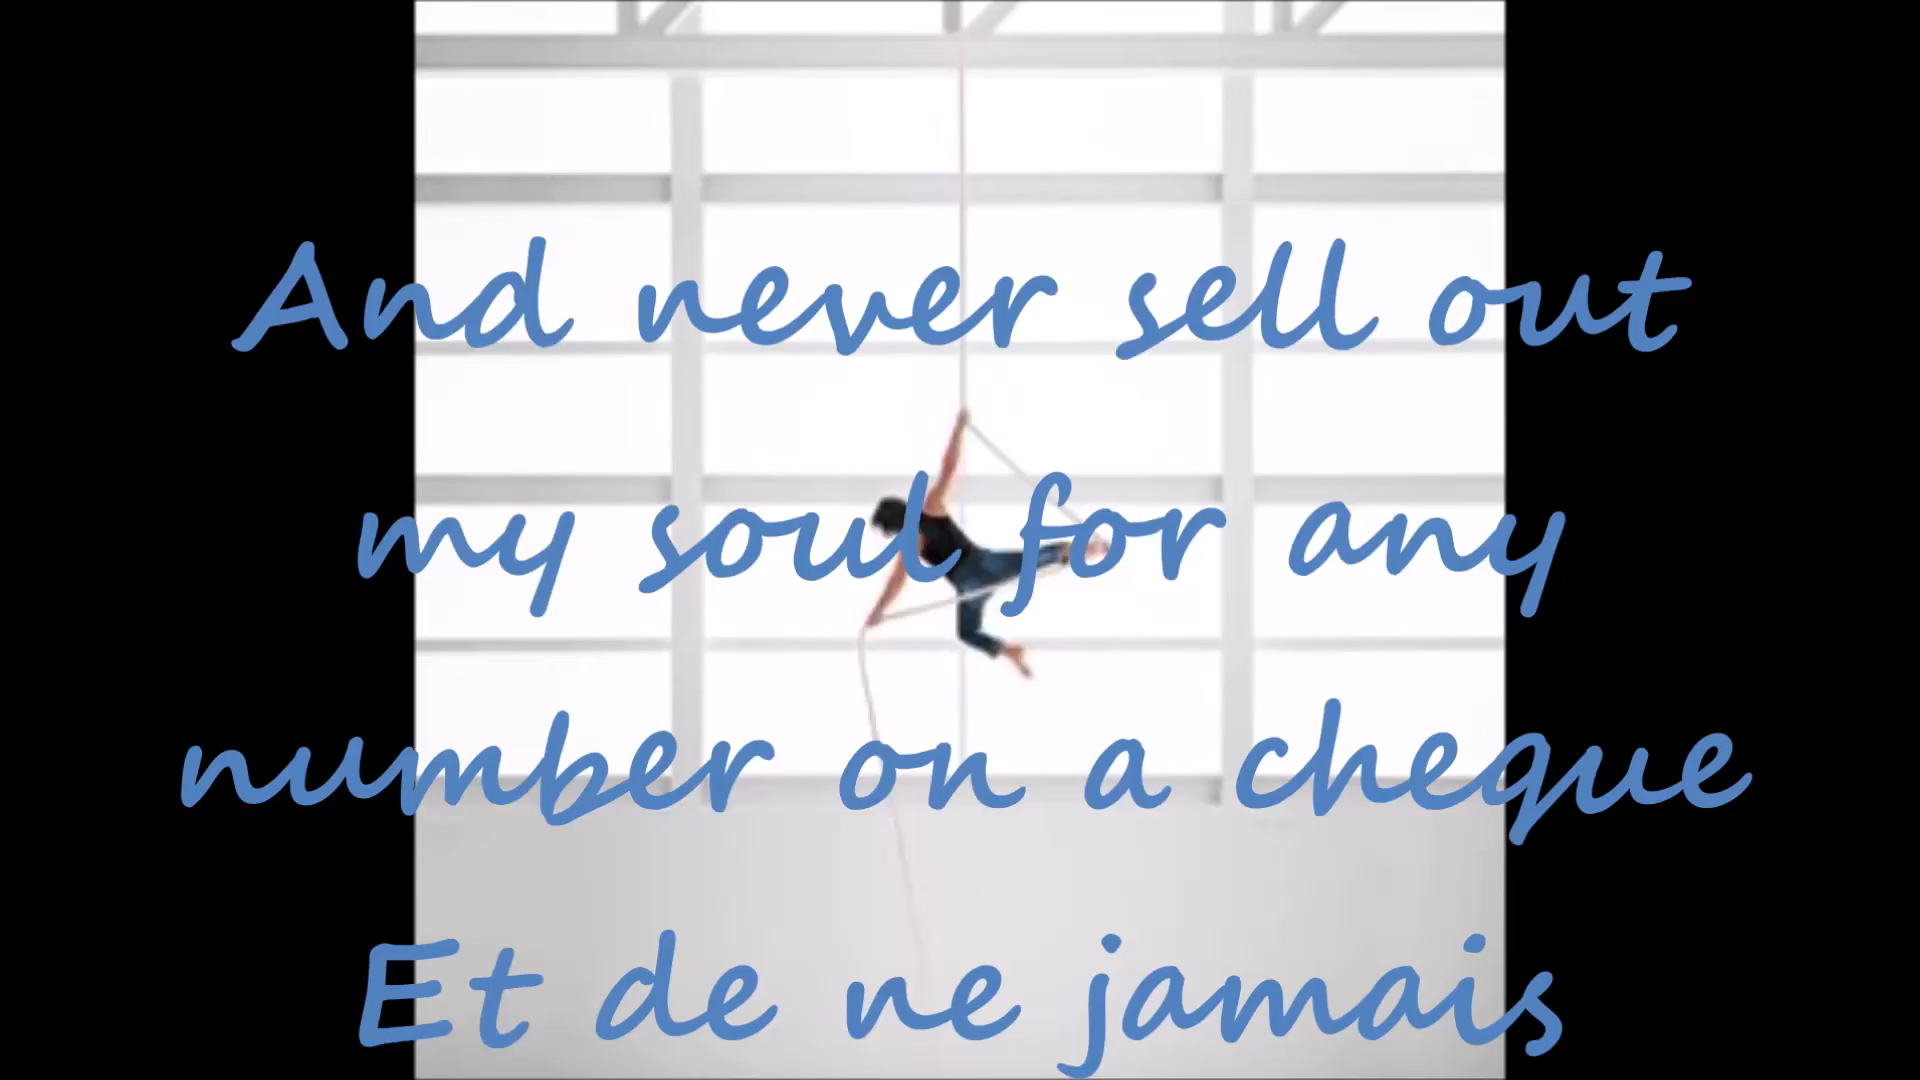 And never sell out
my soul for any
number on a cheque
Et de ne jamais